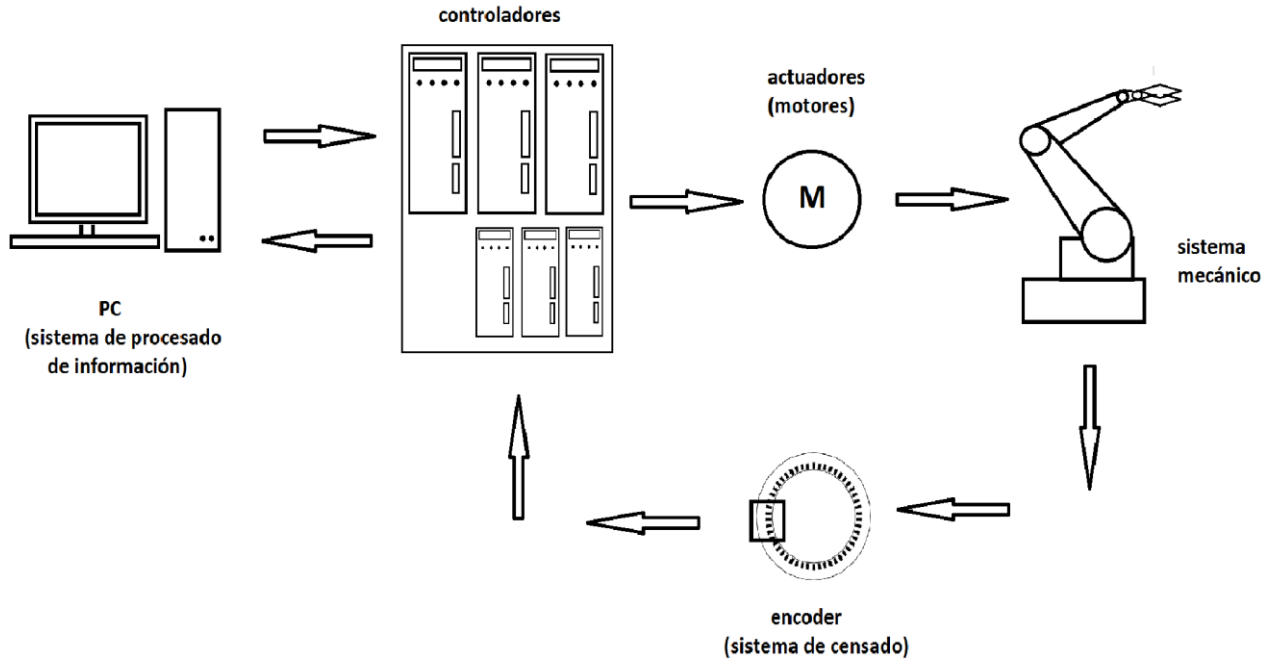 controladores
actuadores
(motores)
M
sistema
mecánico
PC
(sistema de procesado
de información)
encoder
(sistema de censado)